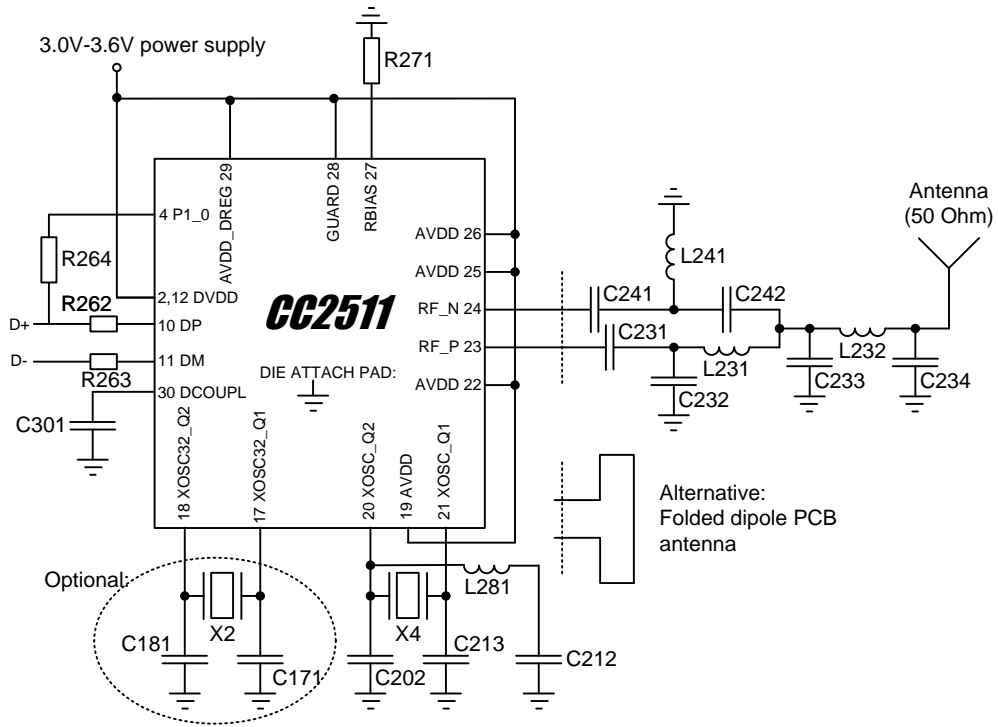 3.0V-3.6V power supply
R271
AVDD_DREG 29
GUARD 28
RBIAS 27
4 P1_0
R264
R262
2,12 DVDD
D+
10 DP
D-
11 DM
R263
30 DCOUPL
C301
CC2511
DIE ATTACH PAD:
AVDD 26
AVDD 25
RF_N 24
RF_P 23
AVDD 22
18 XOSC32_Q2
17 XOSC32_Q1
20 XOSC_Q2
19 AVDD
21 XOSC_Q1
L241
C241
C242
C231
L231
C232
C233
L232
C234
Antenna
(50 Ohm)
Alternative:
Folded dipole PCB
antenna
Optional:
X2
C181
C171
X4
L281
C202
C213
C212